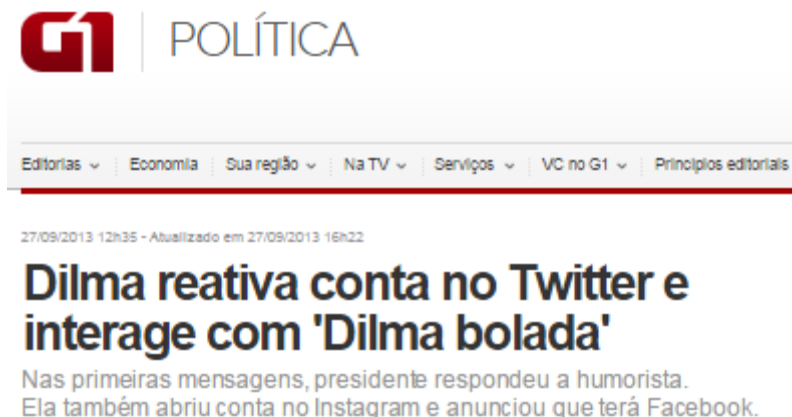 G1 POLÍTICA
Editorias Economia Sua região Na TV Serviços VC no G1 Princípios editoriais
27/09/2013 12h35 - Atualizado em 27/09/2013 16h22
Dilma reativa conta no Twitter e
interage com 'Dilma bolada'
Nas primeiras mensagens, presidente respondeu a humorista.
Ela também abriu conta no Instagram e anunciou que terá Facebook.